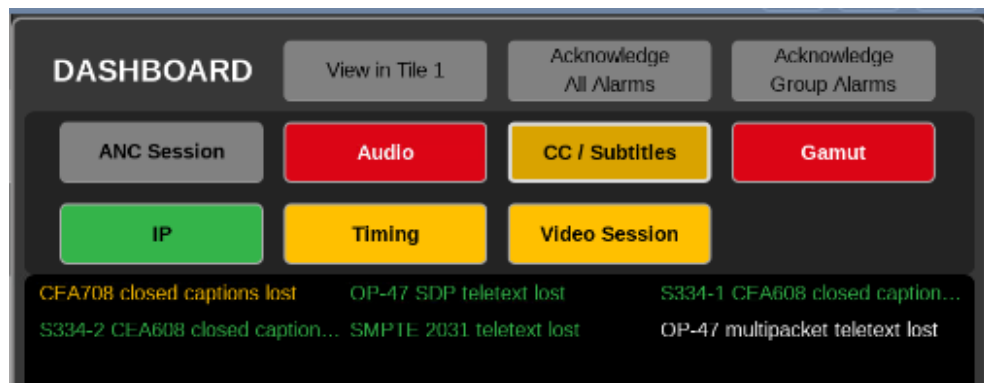 DASHBOARD View in Tile 1 Acknowledge All Alarms Acknowledge Group Alarms
ANC Session Audio CC / Subtitles Gamut
IP Timing Video Session
CEA708 closed captions lost OP-47 SDP teletext lost S334-1 CEA608 closed caption...
S334-2 CEA608 closed caption... SMPTE 2031 teletext lost OP-47 multipacket teletext lost